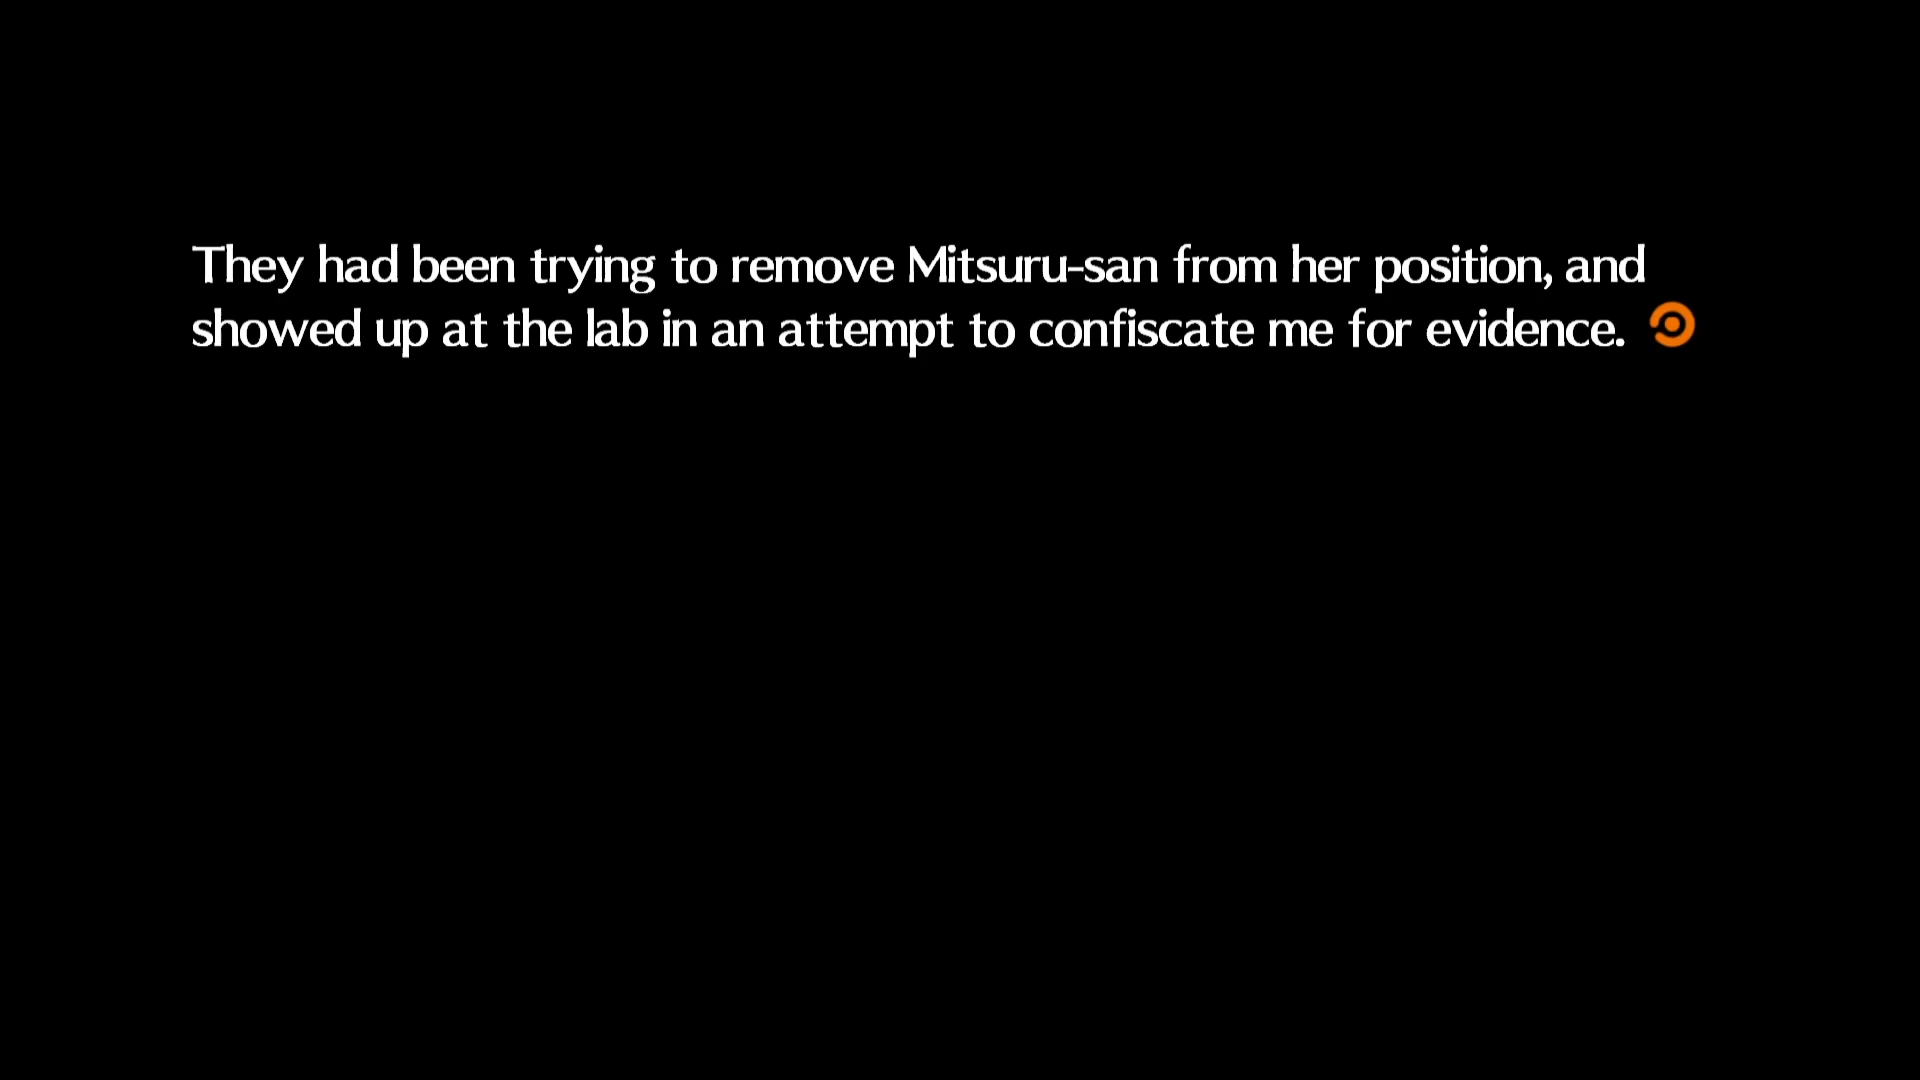 They had been trying to remove Mitsuru-san from her position, and
showed up at the lab in an attempt to confiscate me for evidence.